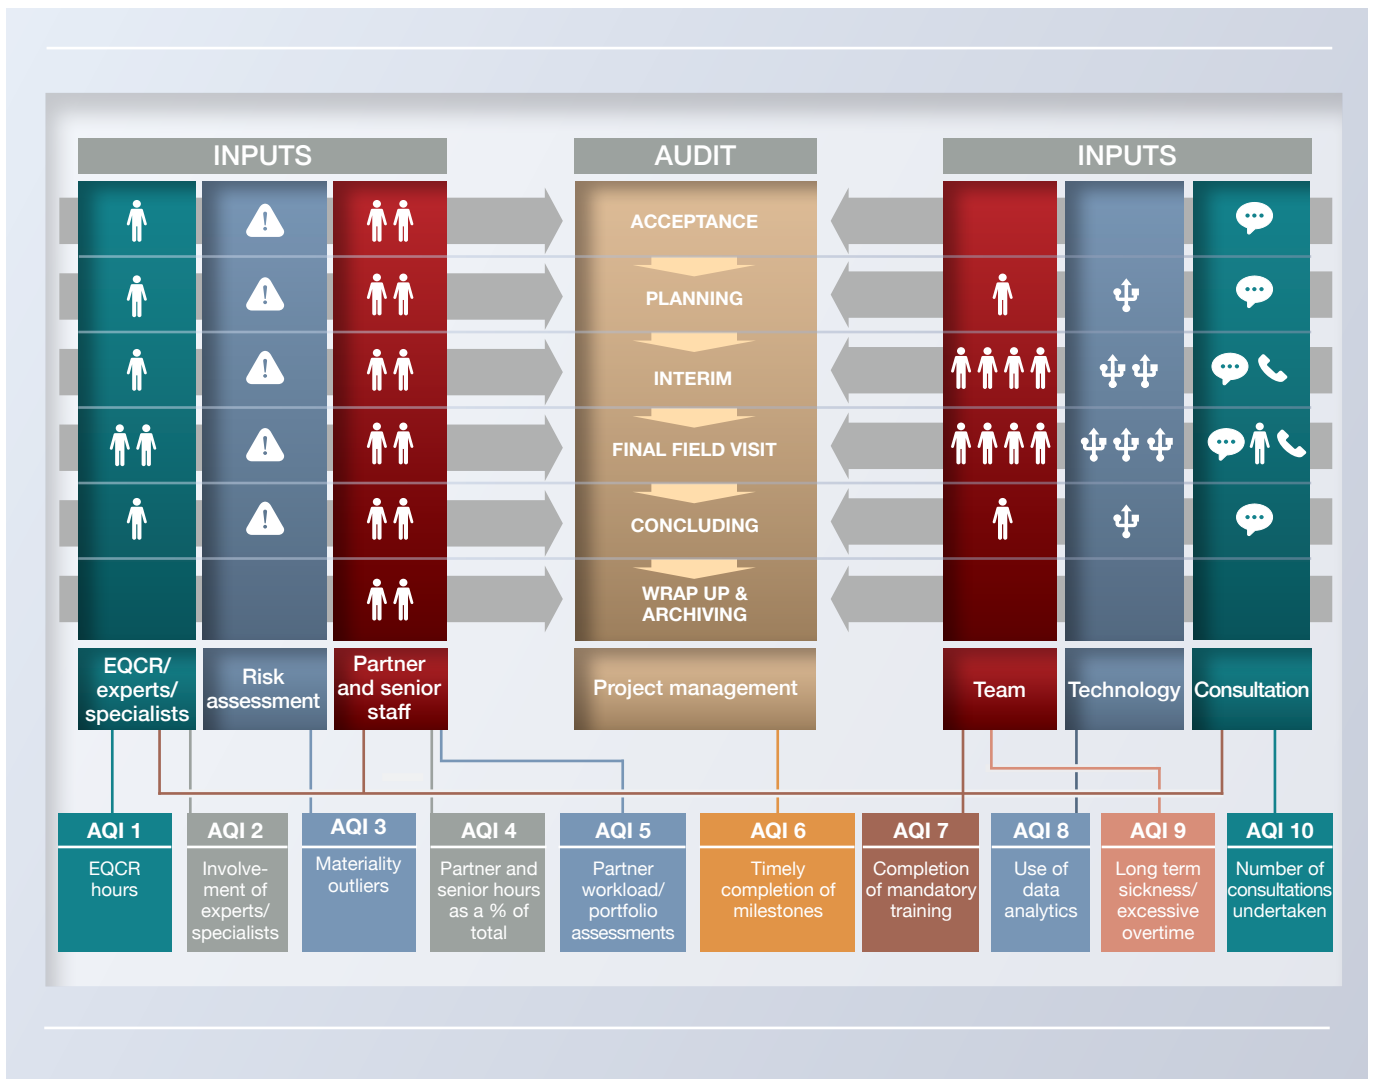 INPUTS
AUDIT
INPUTS
ACCEPTANCE
PLANNING
INTERIM
FINAL FIELD VISIT
CONCLUDING
WRAP UP &
ARCHIVING
EQCR/
experts/
specialists
Risk
assessment
Partner
and senior
staff
Project management
Team
Technology
Consultation
AQI 1
EQCR
hours
AQI 2
Involve-
ment of
experts/
specialists
AQI 3
Materiality
outliers
AQI 4
Partner and
senior hours
as a % of
total
AQI 5
Partner
workload/
portfolio
assessments
AQI 6
Timely
completion of
milestones
AQI 7
Completion
of mandatory
training
AQI 8
Use of
data
analytics
AQI 9
Long term
sickness/
excessive
overtime
AQI 10
Number of
consultations
undertaken